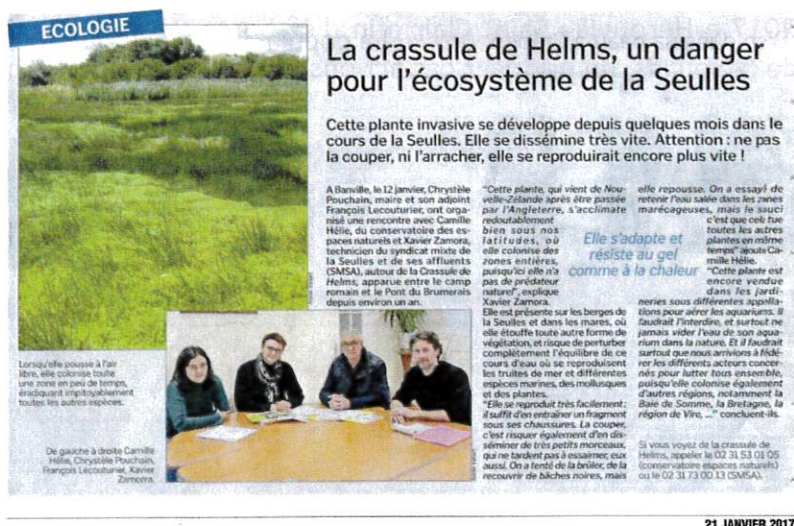 ECOLOGIE
La crassule de Helms, un danger
pour l'écosystème de la Seulles
Cette plante invasive se développe depuis quelques mois dans le
cours de la Seulles. Elle se dissémine très vite. Attention : ne pas
la couper, ni l'arracher, elle se reproduirait encore plus vite !
A Banville, le 12 janvier, Chrystèle
Pouchain, maire et son adjoint
François Lecouturier, ont orga-
nisé une rencontre avec Camille
Hélie, du conservatoire des es-
paces naturels et Xavier Zamora,
technicien du syndicat mixte de
la Seulles et de ses affluents
(SMSA), autour de la Crassule de
Helms, apparue entre le camp
romain et le Pont du Brumerais
depuis environ un an.
"Cette plante, qui vient de Nou-
velle-Zélande après être passée
par l'Angleterre, s'acclimate
redoutablement
bien sous nos
latitudes, où
elle colonise des
zones entières,
puisqu'ici elle n'a
pas de prédateur
naturel", explique
Xavier Zamora.
Elle est présente sur les berges de
la Seulles et dans les mares, où
elle étouffe toute autre forme de
végétation, et risque de perturber
complètement l'équilibre de ce
cours d'eau où se reproduisent
les truites de mer et différentes
espèces marines, des mollusques
et des plantes.
"Elle se reproduit très facilement :
il suffit d'en entraîner un fragment
sous ses chaussures. La couper,
c'est risquer également d'en dis-
séminer de très petits morceaux,
qui ne tardent pas à essaimer, eux
aussi. On a tenté de la brûler, de la
recouvrir de bâches noires, mais
Elle s'adapte et
résiste au gel
comme à la chaleur
elle repousse. On a essayé de
retenir l'eau salée dans les zones
marécageuses, mais le souci
c'est que cela tue
toutes les autres
plantes en même
temps" ajoute Ca-
mille Hélie.
"Cette plante est
encore vendue
dans les jardi-
neries sous différentes appella-
tions pour aérer les aquariums. Il
faudrait l'interdire, et surtout ne
jamais vider l'eau de son aqua-
rium dans la nature. Et il faudrait
surtout que nous arrivions à fédé-
rer les différents acteurs concer-
nés pour lutter tous ensemble,
puisqu'elle colonise également
d'autres régions, notamment la
Baie de Somme, la Bretagne, la
région de Vire, ..." concluent-ils.
Si vous voyez de la crassule de
Helms, appeler le 02 31 53 01 05
(conservatoire espaces naturels)
ou le 02 31 73 00 13 (SMSA).
Lorsqu'elle pousse à l'air
libre, elle colonise toute
une zone en peu de temps,
éradiquant impitoyablement
toutes les autres espèces.
De gauche à droite Camille
Hélie, Chrystèle Pouchain,
François Lecouturier, Xavier
Zamorra.
21 JANVIER 2017